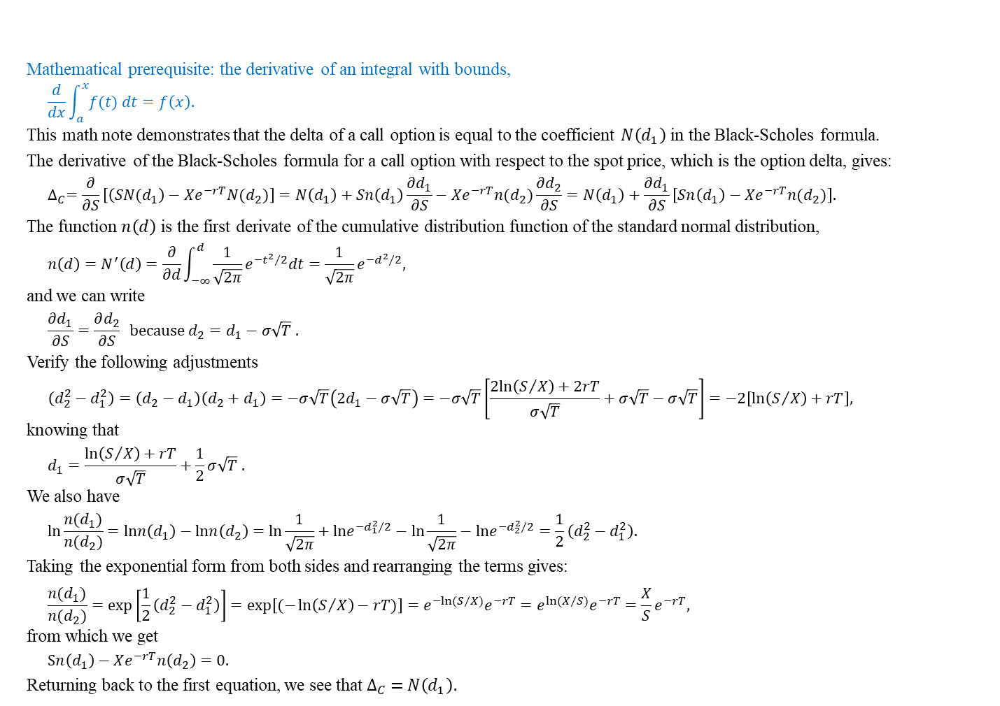 Mathematical prerequisite: the derivative of an integral with bounds,
$\frac{d}{dx}\int_a^x f(t)\,dt = f(x).$
This math note demonstrates that the delta of a call option is equal to the coefficient $N(d_1)$ in the Black-Scholes formula.
The derivative of the Black-Scholes formula for a call option with respect to the spot price, which is the option delta, gives:
$\Delta_C = \frac{\partial}{\partial S}[(SN(d_1) - Xe^{-rT}N(d_2)] = N(d_1) + Sn(d_1)\frac{\partial d_1}{\partial S} - Xe^{-rT}n(d_2)\frac{\partial d_2}{\partial S} = N(d_1) + \frac{\partial d_1}{\partial S}[Sn(d_1) - Xe^{-rT}n(d_2)].$
The function $n(d)$ is the first derivate of the cumulative distribution function of the standard normal distribution,
$n(d) = N'(d) = \frac{\partial}{\partial d}\int_{-\infty}^d \frac{1}{\sqrt{2\pi}}e^{-t^2/2}dt = \frac{1}{\sqrt{2\pi}}e^{-d^2/2},$
and we can write
$\frac{\partial d_1}{\partial S} = \frac{\partial d_2}{\partial S}$ because $d_2 = d_1 - \sigma\sqrt{T}.$
Verify the following adjustments
$(d_2^2 - d_1^2) = (d_2 - d_1)(d_2 + d_1) = -\sigma\sqrt{T}(2d_1 - \sigma\sqrt{T}) = -\sigma\sqrt{T}\left[\frac{2\ln(S/X) + 2rT}{\sigma\sqrt{T}} + \sigma\sqrt{T} - \sigma\sqrt{T}\right] = -2[\ln(S/X) + rT],$
knowing that
$d_1 = \frac{\ln(S/X) + rT}{\sigma\sqrt{T}} + \frac{1}{2}\sigma\sqrt{T}.$
We also have
$\ln\frac{n(d_1)}{n(d_2)} = \ln n(d_1) - \ln n(d_2) = \ln\frac{1}{\sqrt{2\pi}} + \ln e^{-d_1^2/2} - \ln\frac{1}{\sqrt{2\pi}} - \ln e^{-d_2^2/2} = \frac{1}{2}(d_2^2 - d_1^2).$
Taking the exponential form from both sides and rearranging the terms gives:
$\frac{n(d_1)}{n(d_2)} = \exp\left[\frac{1}{2}(d_2^2 - d_1^2)\right] = \exp[(-\ln(S/X) - rT)] = e^{-\ln(S/X)}e^{-rT} = e^{\ln(X/S)}e^{-rT} = \frac{X}{S}e^{-rT},$
from which we get
$Sn(d_1) - Xe^{-rT}n(d_2) = 0.$
Returning back to the first equation, we see that $\Delta_C = N(d_1).$